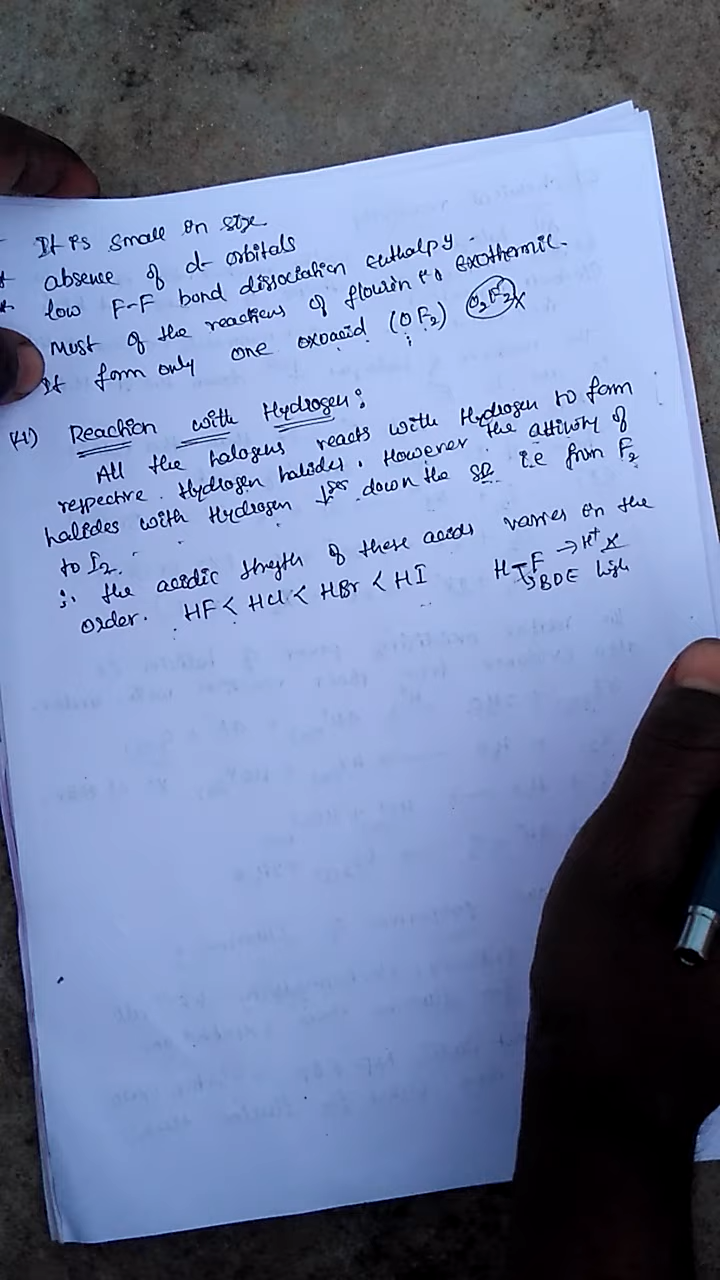 - It is small in size
* absence of d- orbitals
* low F-F bond dissociation enthalpy.
Most of the reactions of flourin is exothermic.
It form only one oxoacid (OF2) O2F2 x
(4) Reaction with Hydrogen:
All the halogens reacts with Hydrogen to form
respective. Hydrogen halides. However the affinity of
halides with Hydrogen ↓ses down the gp i.e from F2
to I2.
∴ the acidic strength of these acids varies in the
order. HF < HCl < HBr < HI
H-F → H+ X
BDE high